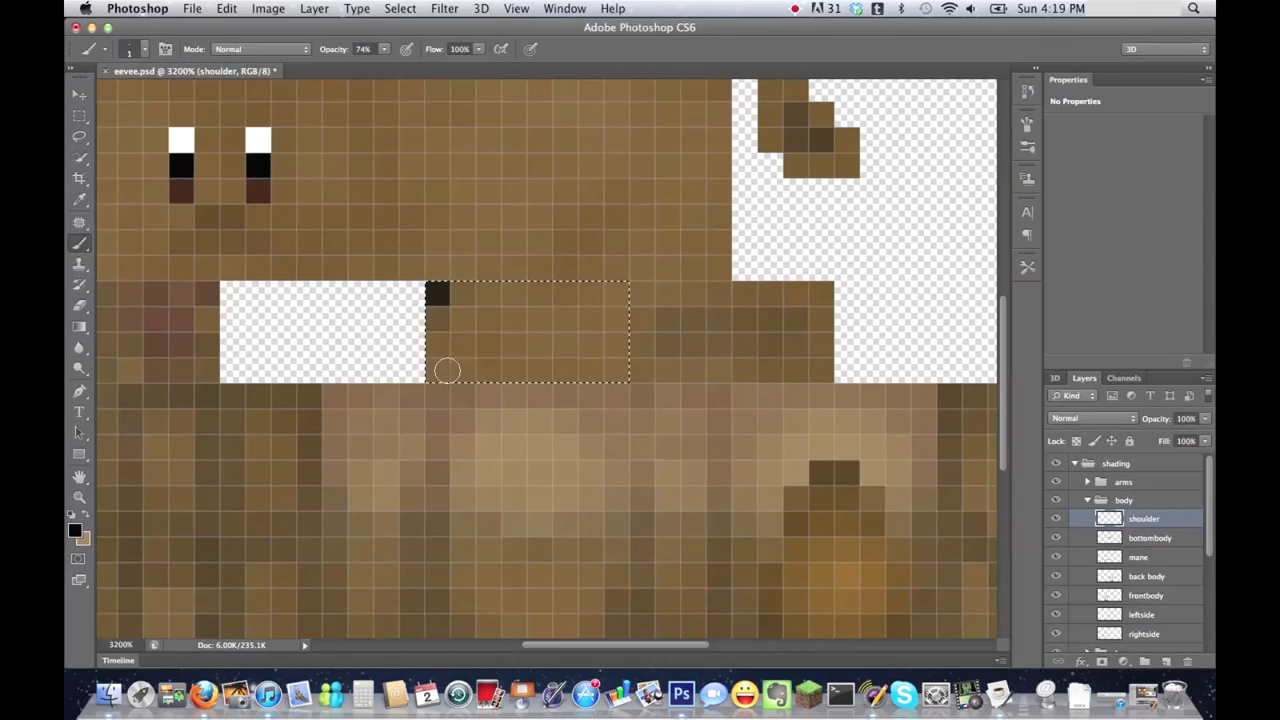 Photoshop File Edit Image Layer Type Select Filter 3D View Window Help 31 Sun 4:19 PM
Adobe Photoshop CS6
1 Mode: Normal Opacity: 74% Flow: 100% 3D
eevee.psd @ 3200% (shoulder, RGB/8) *
Properties
No Properties
3D Layers Channels
Kind
Normal Opacity: 100%
Lock: Fill: 100%
shading
arms
body
shoulder
bottombody
mane
back body
frontbody
leftside
rightside
3200% Doc: 6.00K/235.1K
Timeline